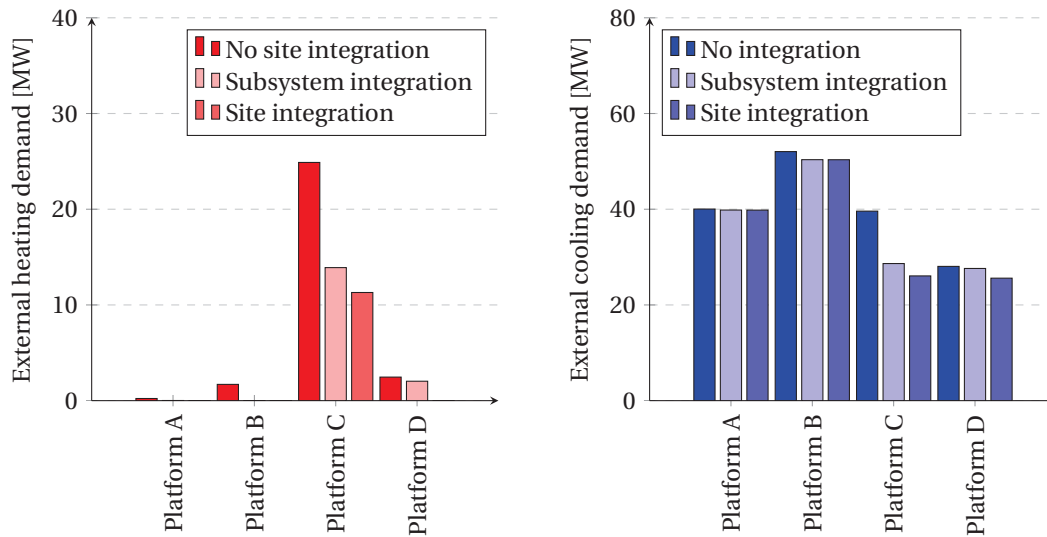 External heating demand [MW]
40
30
20
10
0
No site integration
Subsystem integration
Site integration
Platform A
Platform B
Platform C
Platform D
External cooling demand [MW]
80
60
40
20
0
No integration
Subsystem integration
Site integration
Platform A
Platform B
Platform C
Platform D